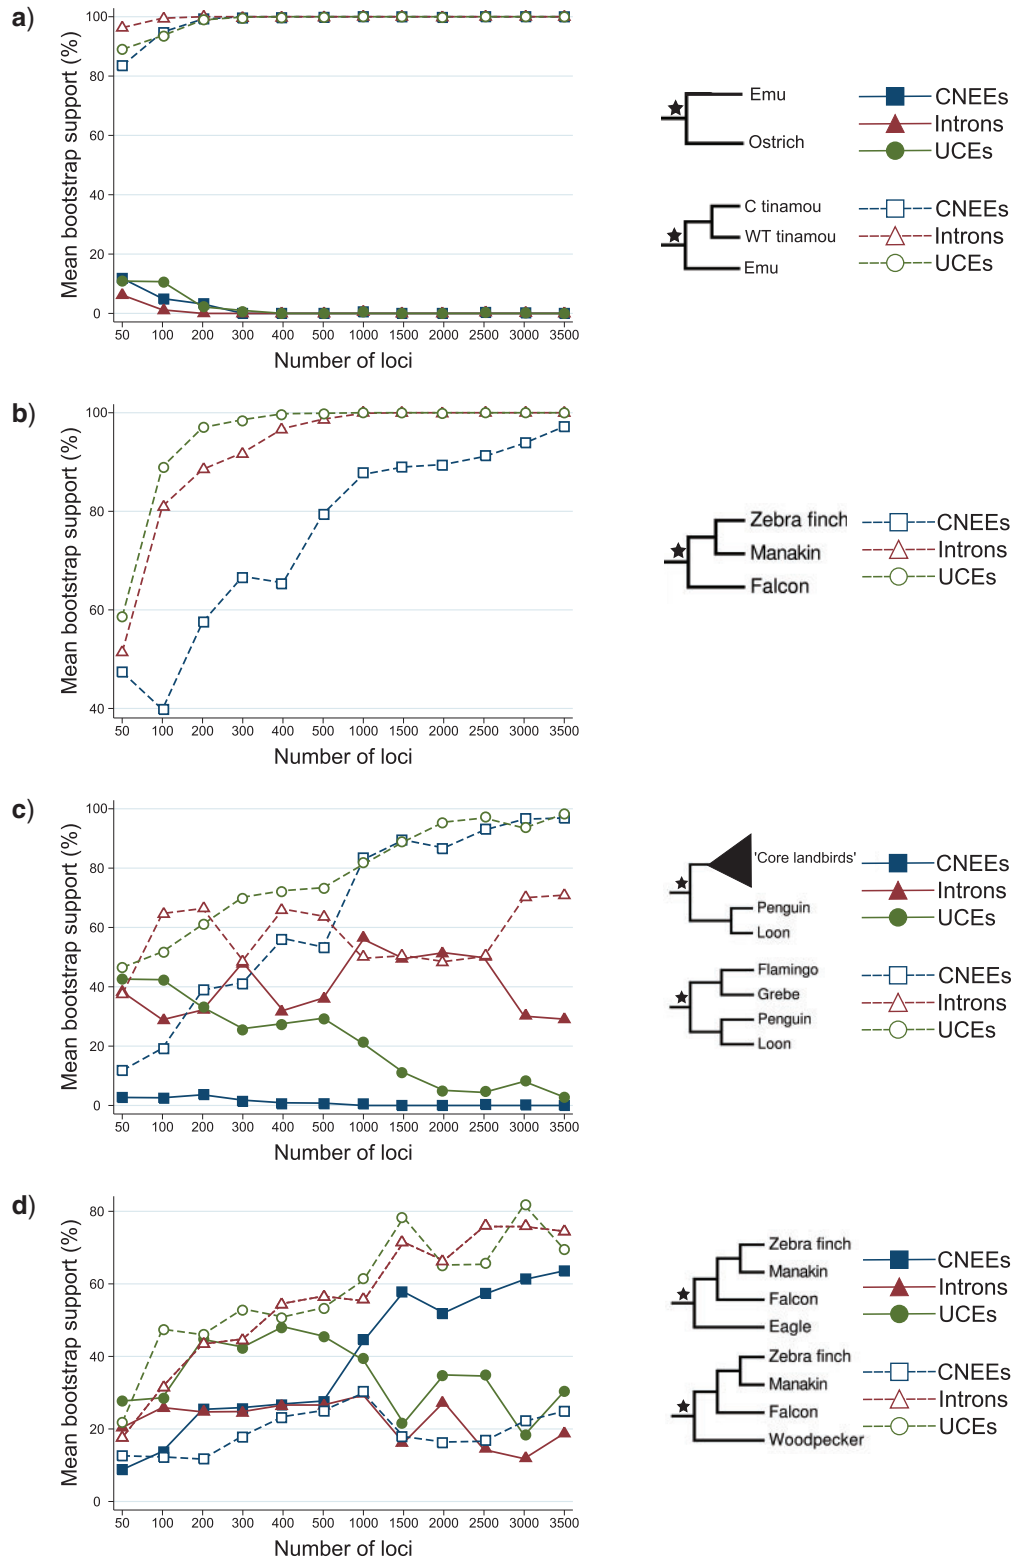 a)
Mean bootstrap support (%)
100
80
60
40
20
0
50 100 200 300 400 500 1000 1500 2000 2500 3000 3500
Number of loci
Emu
Ostrich
CNEEs
Introns
UCEs
C tinamou
WT tinamou
Emu
CNEEs
Introns
UCEs
b)
Mean bootstrap support (%)
100
80
60
40
50 100 200 300 400 500 1000 1500 2000 2500 3000 3500
Number of loci
Zebra finch
Manakin
Falcon
CNEEs
Introns
UCEs
c)
Mean bootstrap support (%)
100
80
60
40
20
0
50 100 200 300 400 500 1000 1500 2000 2500 3000 3500
Number of loci
'Core landbirds'
Penguin
Loon
CNEEs
Introns
UCEs
Flamingo
Grebe
Penguin
Loon
CNEEs
Introns
UCEs
d)
Mean bootstrap support (%)
80
60
40
20
0
50 100 200 300 400 500 1000 1500 2000 2500 3000 3500
Number of loci
Zebra finch
Manakin
Falcon
Eagle
CNEEs
Introns
UCEs
Zebra finch
Manakin
Falcon
Woodpecker
CNEEs
Introns
UCEs